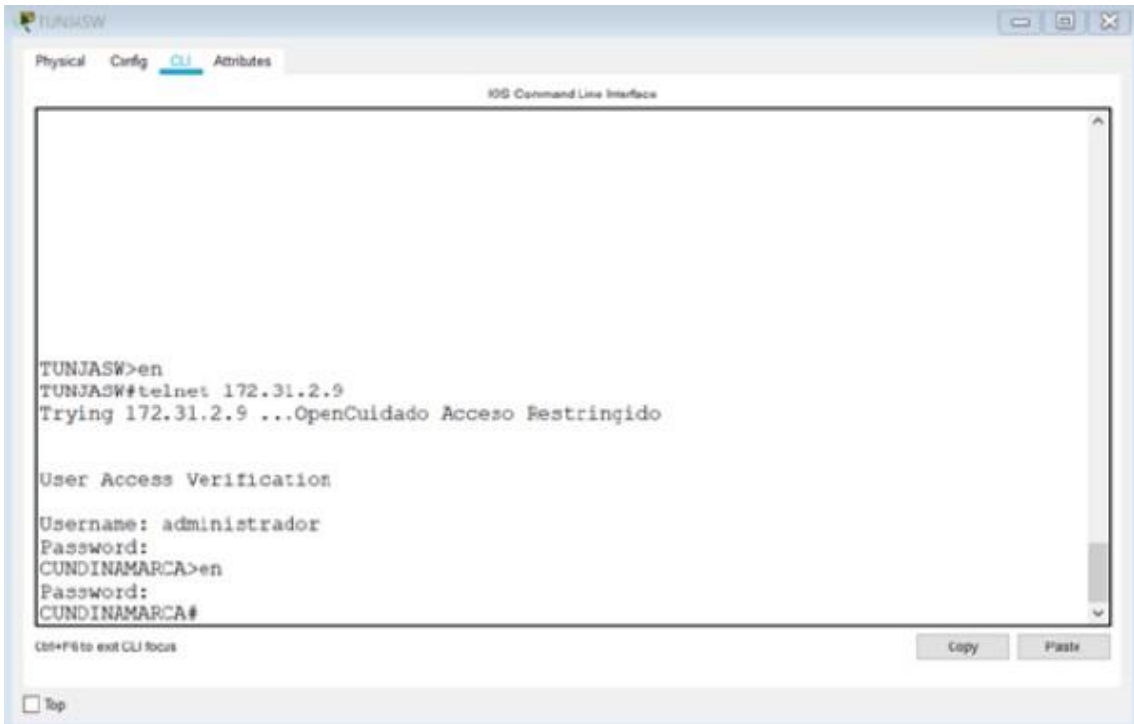 TUNJASW
Physical Config CLI Attributes
IOS Command Line Interface
TUNJASW>en
TUNJASW#telnet 172.31.2.9
Trying 172.31.2.9 ...OpenCuidado Acceso Restringido
User Access Verification
Username: administrador
Password:
CUNDINAMARCA>en
Password:
CUNDINAMARCA#
Ctrl+F6 to exit CLI focus
Copy Paste
Top